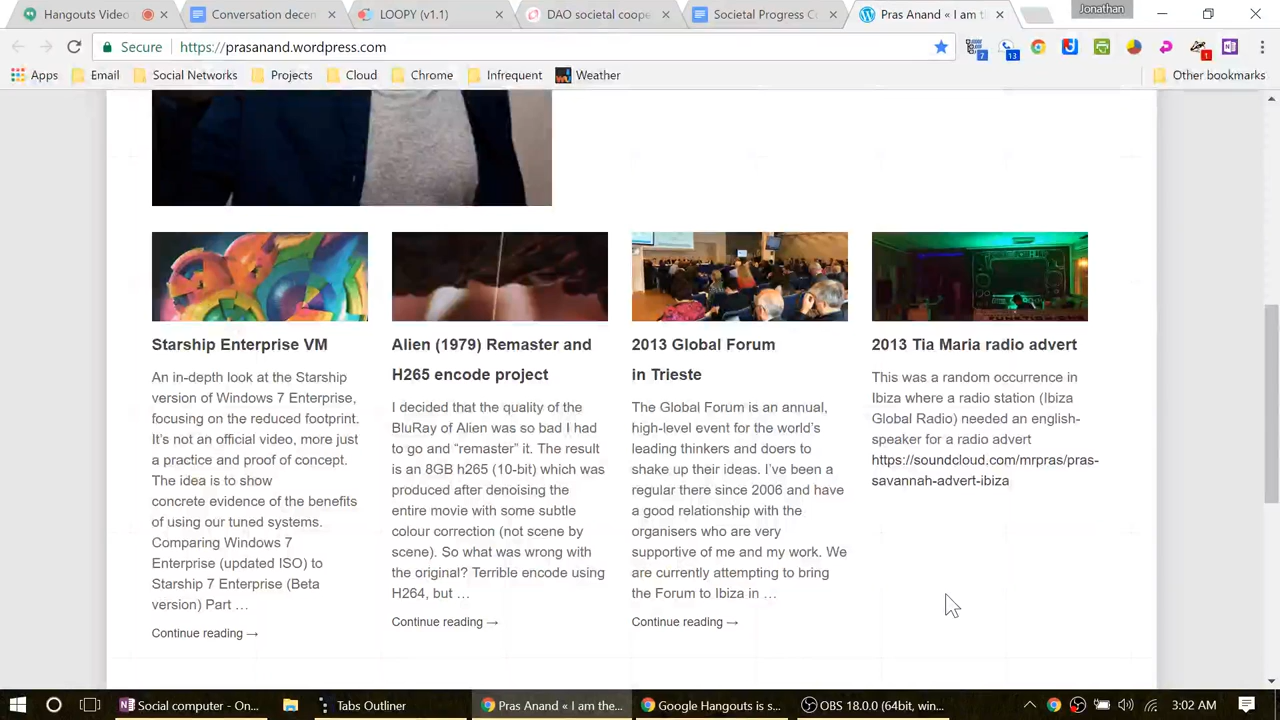 Hangouts Video
Conversation decen
LOOPY (v1.1)
DAO societal coope
Societal Progress Co
Pras Anand « I am th
Jonathan
Secure
https://prasanand.wordpress.com
7
13
1
Apps
Email
Social Networks
Projects
Cloud
Chrome
Infrequent
Weather
Other bookmarks
Starship Enterprise VM
An in-depth look at the Starship
version of Windows 7 Enterprise,
focusing on the reduced footprint.
It's not an official video, more just
a practice and proof of concept.
The idea is to show
concrete evidence of the benefits
of using our tuned systems.
Comparing Windows 7
Enterprise (updated ISO) to
Starship 7 Enterprise (Beta
version) Part …
Continue reading →
Alien (1979) Remaster and
H265 encode project
I decided that the quality of the
BluRay of Alien was so bad I had
to go and “remaster” it. The result
is an 8GB h265 (10-bit) which was
produced after denoising the
entire movie with some subtle
colour correction (not scene by
scene). So what was wrong with
the original? Terrible encode using
H264, but …
Continue reading →
2013 Global Forum
in Trieste
The Global Forum is an annual,
high-level event for the world’s
leading thinkers and doers to
shake up their ideas. I’ve been a
regular there since 2006 and have
a good relationship with the
organisers who are very
supportive of me and my work. We
are currently attempting to bring
the Forum to Ibiza in …
Continue reading →
2013 Tia Maria radio advert
This was a random occurrence in
Ibiza where a radio station (Ibiza
Global Radio) needed an english-
speaker for a radio advert
https://soundcloud.com/mrpras/pras-
savannah-advert-ibiza
Social computer - On...
Tabs Outliner
Pras Anand « I am the...
Google Hangouts is s...
OBS 18.0.0 (64bit, win...
3:02 AM